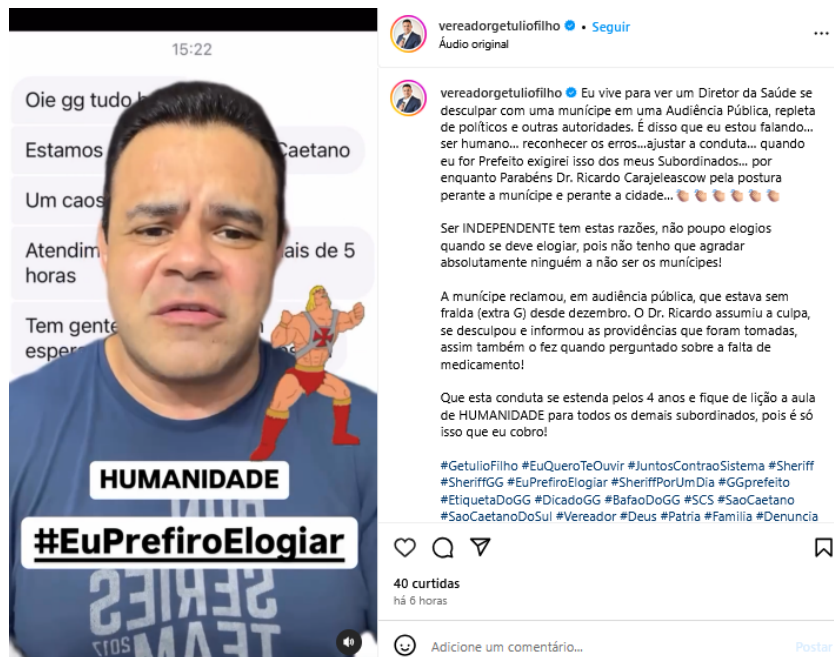 15:22
Oie gg tudo
Estamos Caetano
Um caos
Atendim ais de 5
horas
Tem gente
espera
HUMANIDADE
#EuPrefiroElogiar
SERIES
TEAM
2017
vereadorgetuliofilho • Seguir
Áudio original
vereadorgetuliofilho Eu vive para ver um Diretor da Saúde se
desculpar com uma munícipe em uma Audiência Pública, repleta
de políticos e outras autoridades. É disso que eu estou falando...
ser humano... reconhecer os erros...ajustar a conduta... quando
eu for Prefeito exigirei isso dos meus Subordinados... por
enquanto Parabéns Dr. Ricardo Carajeleascow pela postura
perante a munícipe e perante a cidade... 👏🏻👏🏻👏🏻👏🏻👏🏻👏🏻
Ser INDEPENDENTE tem estas razões, não poupo elogios
quando se deve elogiar, pois não tenho que agradar
absolutamente ninguém a não ser os munícipes!
A munícipe reclamou, em audiência pública, que estava sem
fralda (extra G) desde dezembro. O Dr. Ricardo assumiu a culpa,
se desculpou e informou as providências que foram tomadas,
assim também o fez quando perguntado sobre a falta de
medicamento!
Que esta conduta se estenda pelos 4 anos e fique de lição a aula
de HUMANIDADE para todos os demais subordinados, pois é só
isso que eu cobro!
#GetulioFilho #EuQueroTeOuvir #JuntosContraoSistema #Sheriff
#SheriffGG #EuPrefiroElogiar #SheriffPorUmDia #GGprefeito
#EtiquetaDoGG #DicadoGG #BafaoDoGG #SCS #SaoCaetano
#SaoCaetanoDoSul #Vereador #Deus #Patria #Familia #Denuncia
40 curtidas
há 6 horas
Adicione um comentário...
Postar